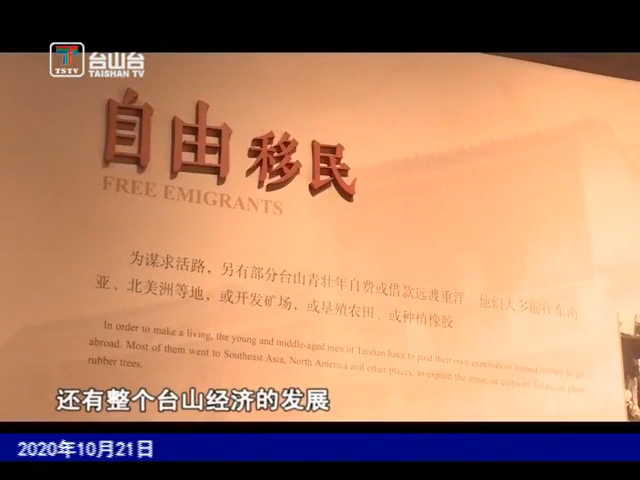 TSTV
台山台
TAISHAN TV
自由移民
FREE EMIGRANTS
为谋求活路，另有部分台山青壮年自费或借款远渡重洋，他们大多前往东南
亚、北美洲等地，或开发矿场，或垦殖农田，或种植橡胶。
In order to make a living, the young and middle-aged men of Taishan have to paid their own expenses or
abroad. Most of them went to Southeast Asia, North America and other places, to exploit the mine, or cultivate fields, or plant
rubber trees.
还有整个台山经济的发展
2020年10月21日